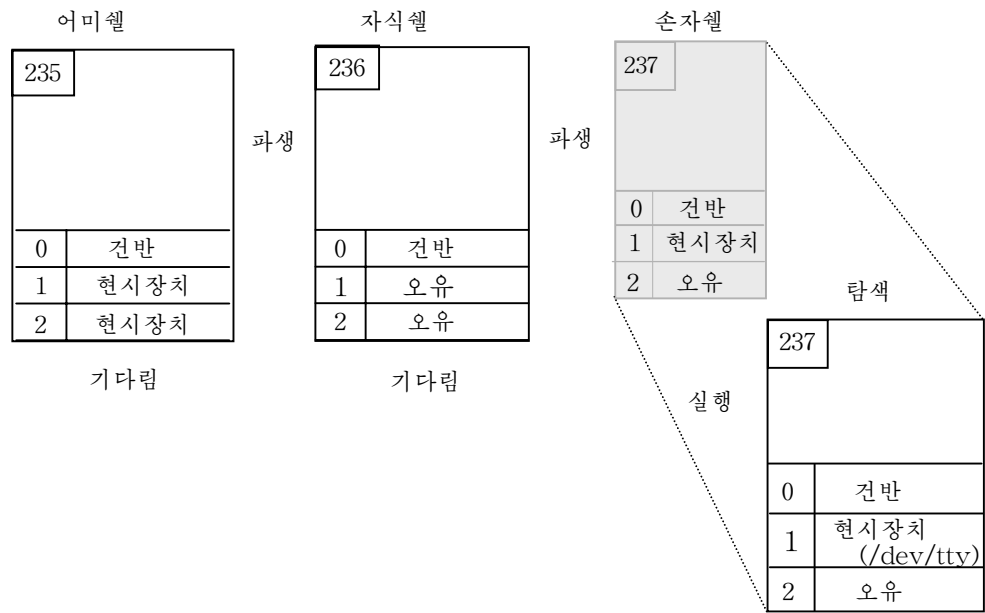 어미쉘
자식쉘
손자쉘
235
236
237
파생
파생
0 건반
1 현시장치
2 현시장치
0 건반
1 오유
2 오유
0 건반
1 현시장치
2 오유
기다림
기다림
탐색
실행
237
0 건반
1 현시장치
(/dev/tty)
2 오유